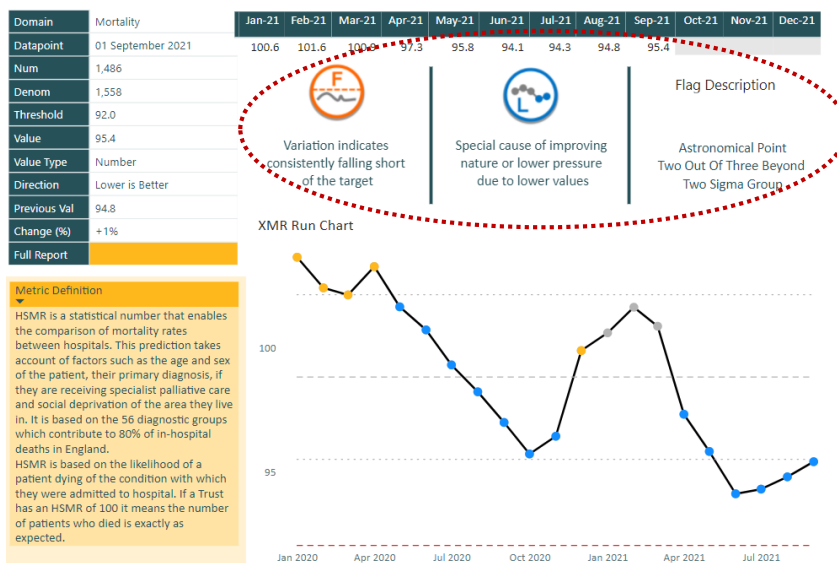 Domain Mortality
Datapoint 01 September 2021
Num 1,486
Denom 1,558
Threshold 92.0
Value 95.4
Value Type Number
Direction Lower is Better
Previous Val 94.8
Change (%) +1%
Full Report
Jan-21 Feb-21 Mar-21 Apr-21 May-21 Jun-21 Jul-21 Aug-21 Sep-21 Oct-21 Nov-21 Dec-21
100.6 101.6 100.9 97.3 95.8 94.1 94.3 94.8 95.4
F
Variation indicates
consistently falling short
of the target
L
Special cause of improving
nature or lower pressure
due to lower values
Flag Description
Astronomical Point
Two Out Of Three Beyond
Two Sigma Group
Metric Definition
HSMR is a statistical number that enables
the comparison of mortality rates
between hospitals. This prediction takes
account of factors such as the age and sex
of the patient, their primary diagnosis, if
they are receiving specialist palliative care
and social deprivation of the area they live
in. It is based on the 56 diagnostic groups
which contribute to 80% of in-hospital
deaths in England.
HSMR is based on the likelihood of a
patient dying of the condition with which
they were admitted to hospital. If a Trust
has an HSMR of 100 it means the number
of patients who died is exactly as
expected.
XMR Run Chart
100
95
Jan 2020 Apr 2020 Jul 2020 Oct 2020 Jan 2021 Apr 2021 Jul 2021